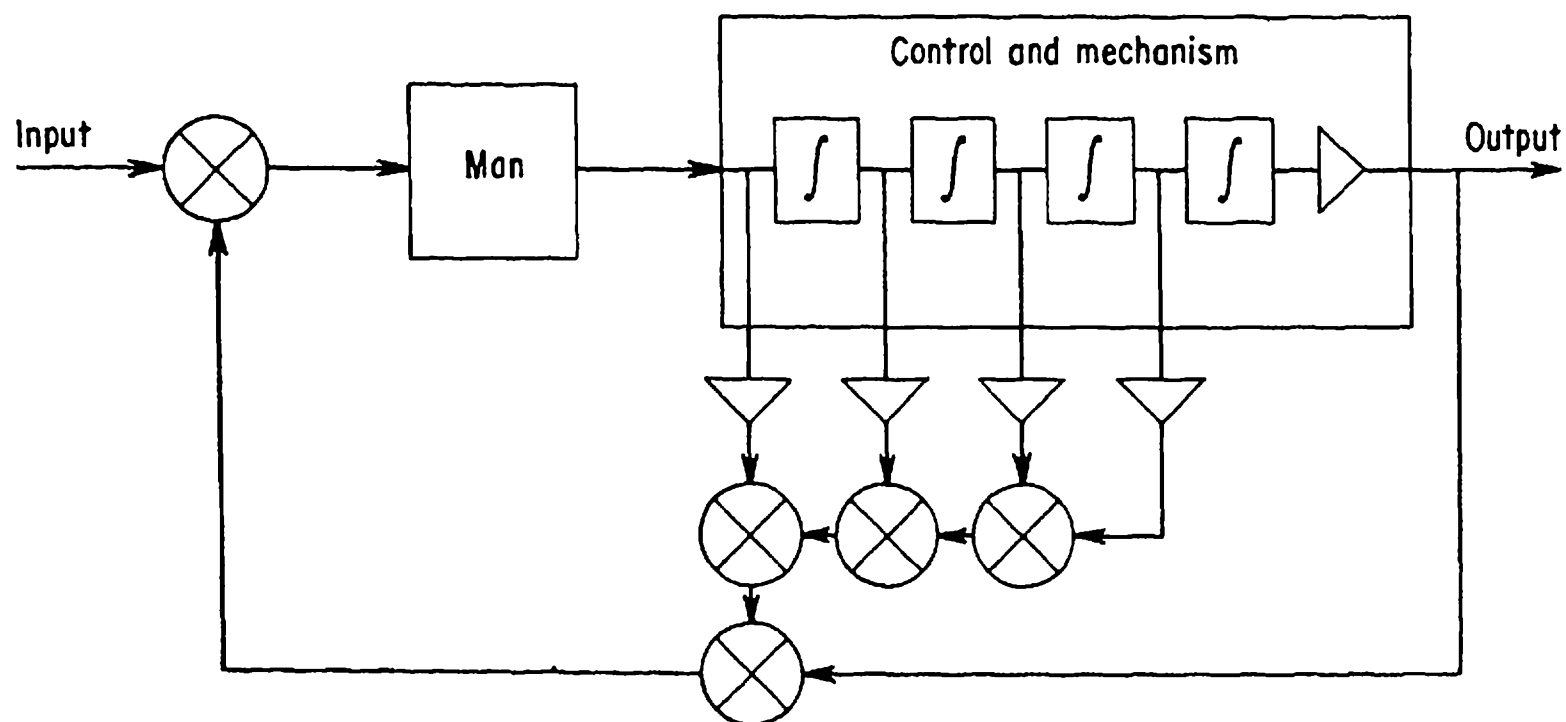 Control and mechanism
Input
Man
∫ ∫ ∫ ∫
Output